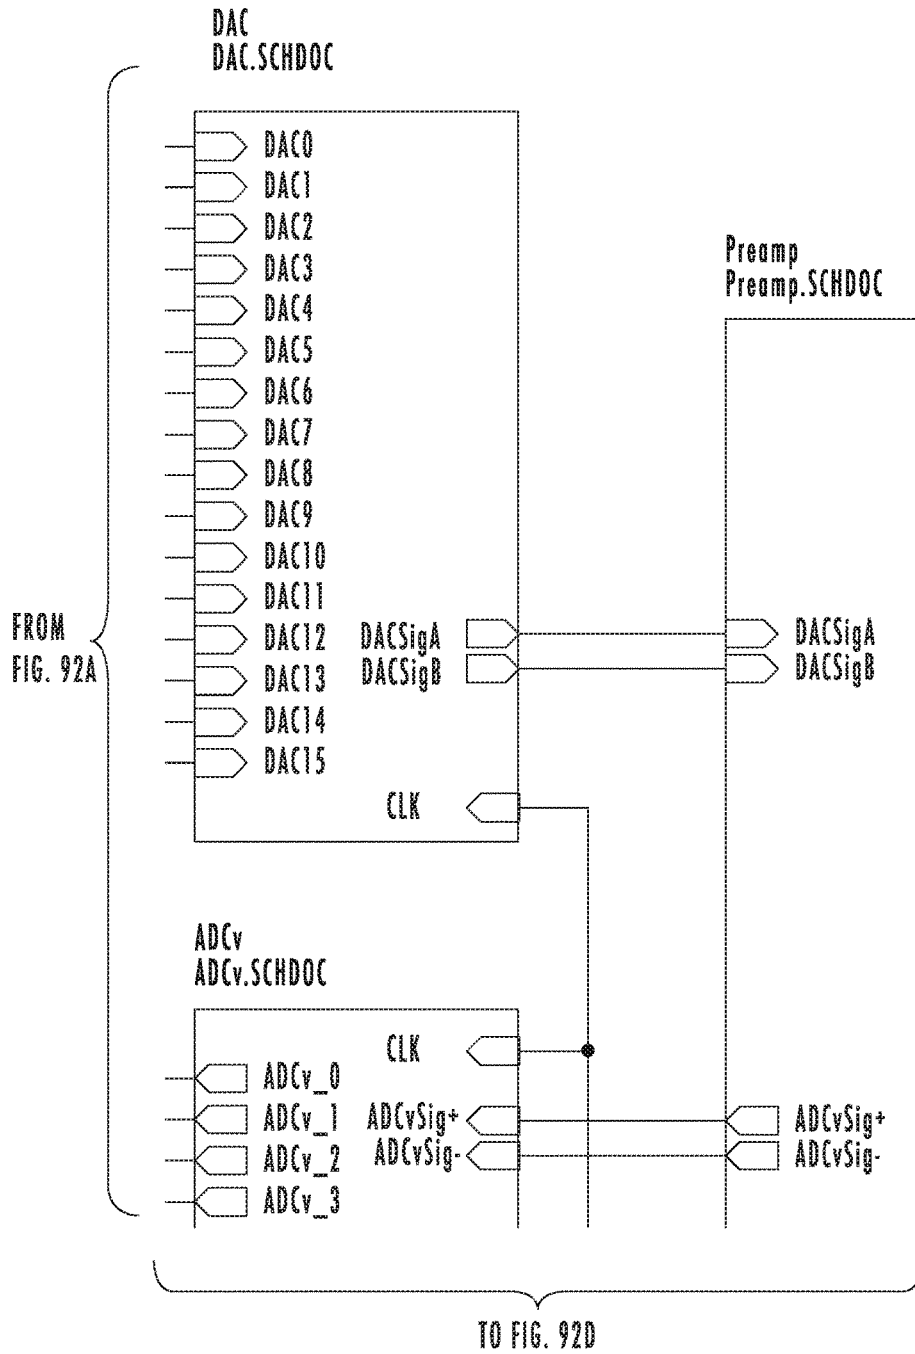 DAC
DAC.SCHDOC
DAC0
DAC1
DAC2
DAC3
DAC4
DAC5
DAC6
DAC7
DAC8
DAC9
DAC10
DAC11
DAC12
DAC13
DAC14
DAC15
DACSigA
DACSigB
CLK
Preamp
Preamp.SCHDOC
DACSigA
DACSigB
FROM
FIG. 92A
ADCv
ADCv.SCHDOC
CLK
ADCv_0
ADCv_1
ADCv_2
ADCv_3
ADCvSig+
ADCvSig-
ADCvSig+
ADCvSig-
TO FIG. 92D